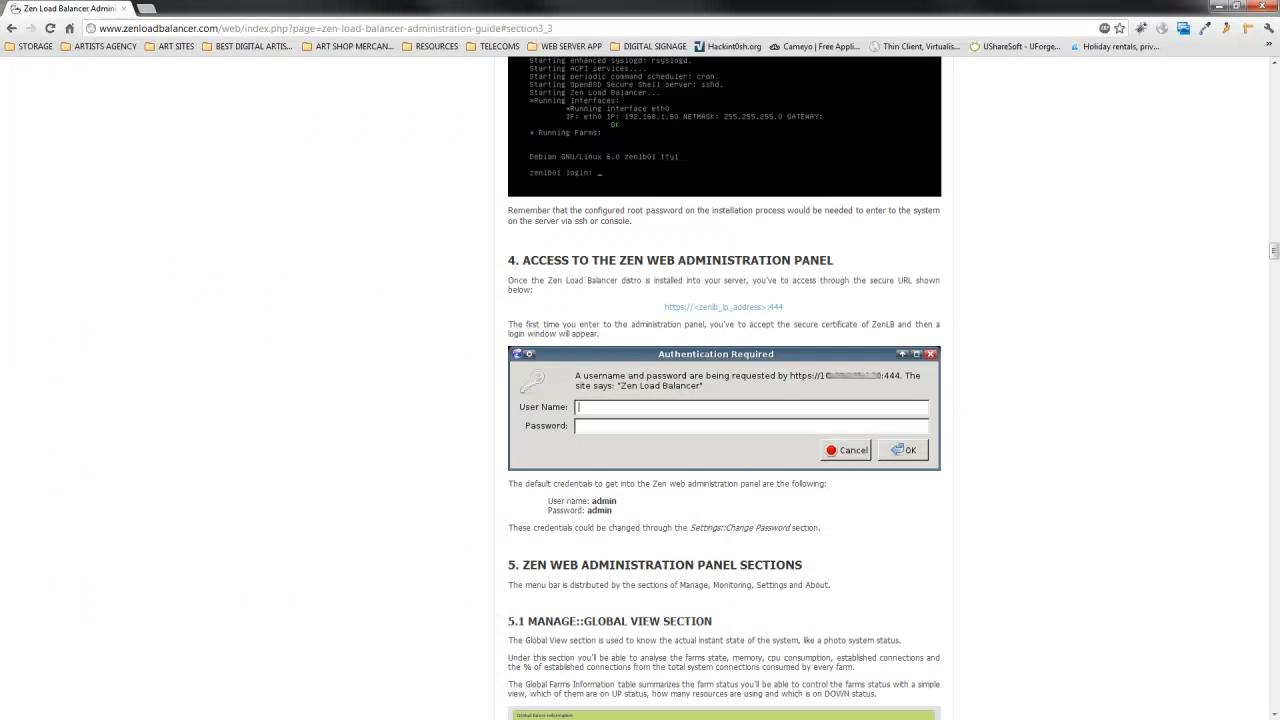 Zen Load Balancer Admini
www.zenloadbalancer.com/web/index.php?page=zen-load-balancer-administration-guide#section3_3
STORAGE ARTISTS AGENCY ART SITES BEST DIGITAL ARTIS... ART SHOP MERCAN... RESOURCES TELECOMS WEB SERVER APP DIGITAL SIGNAGE Hackint0sh.org Cameyo # Free Appli... Thin Client, Virtualis... UShareSoft - UForge... Holiday rentals, priv...
Starting enhanced syslogd: rsyslogd.
Starting ACPI services....
Starting periodic command scheduler: cron.
Starting OpenBSD Secure Shell server: sshd.
Starting Zen Load Balancer...
*Running Interfaces:
*Running interface eth0
IF: eth0 IP: 192.168.1.50 NETMASK: 255.255.255.0 GATEWAY:
OK
* Running Farms:
Debian GNU/Linux 6.0 zenlb01 tty1
zenlb01 login: _
Remember that the configured root password on the installation process would be needed to enter to the system
on the server via ssh or console.
4. ACCESS TO THE ZEN WEB ADMINISTRATION PANEL
Once the Zen Load Balancer distro is installed into your server, you've to access through the secure URL shown
below:
https://<zenlb_ip_address>:444
The first time you enter to the administration panel, you've to accept the secure certificate of ZenLB and then a
login window will appear.
Authentication Required
A username and password are being requested by https://1 :444. The
site says: "Zen Load Balancer"
User Name:
Password:
Cancel OK
The default credentials to get into the Zen web administration panel are the following:
User name: admin
Password: admin
These credentials could be changed through the Settings::Change Password section.
5. ZEN WEB ADMINISTRATION PANEL SECTIONS
The menu bar is distributed by the sections of Manage, Monitoring, Settings and About.
5.1 MANAGE::GLOBAL VIEW SECTION
The Global View section is used to know the actual instant state of the system, like a photo system status.
Under this section you'll be able to analyse the farms state, memory, cpu consumption, established connections and
the % of established connections from the total system connections consumed by every farm.
The Global Farms Information table summarizes the farm status you'll be able to control the farms status with a simple
view, which of them are on UP status, how many resources are using and which is on DOWN status.
Global farms information